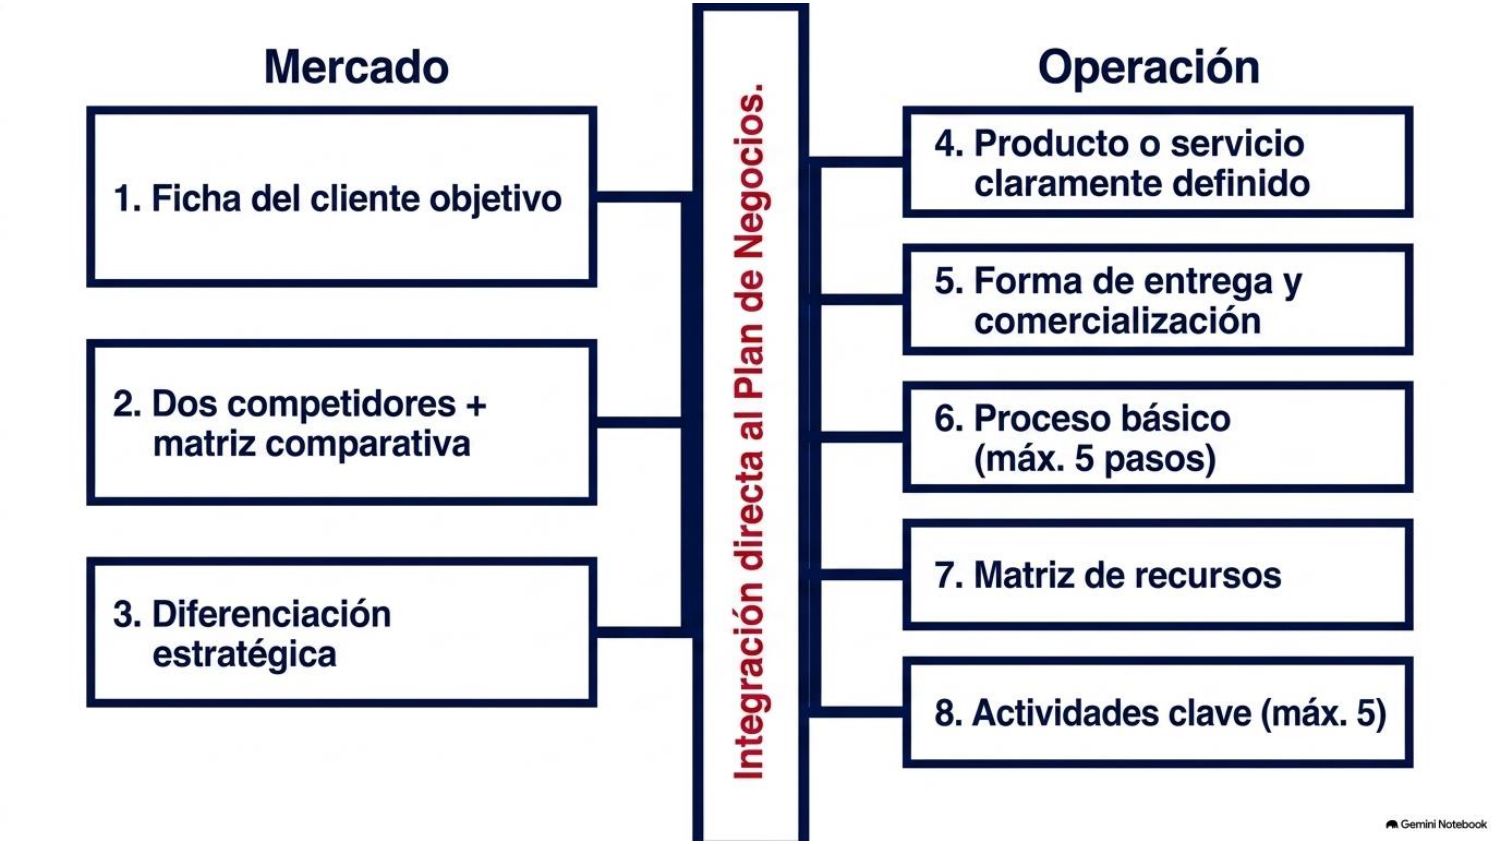 Mercado
1. Ficha del cliente objetivo
2. Dos competidores +
matriz comparativa
3. Diferenciación
estratégica
Integración directa al Plan de Negocios.
Operación
4. Producto o servicio
claramente definido
5. Forma de entrega y
comercialización
6. Proceso básico
(máx. 5 pasos)
7. Matriz de recursos
8. Actividades clave (máx. 5)
Gemini Notebook